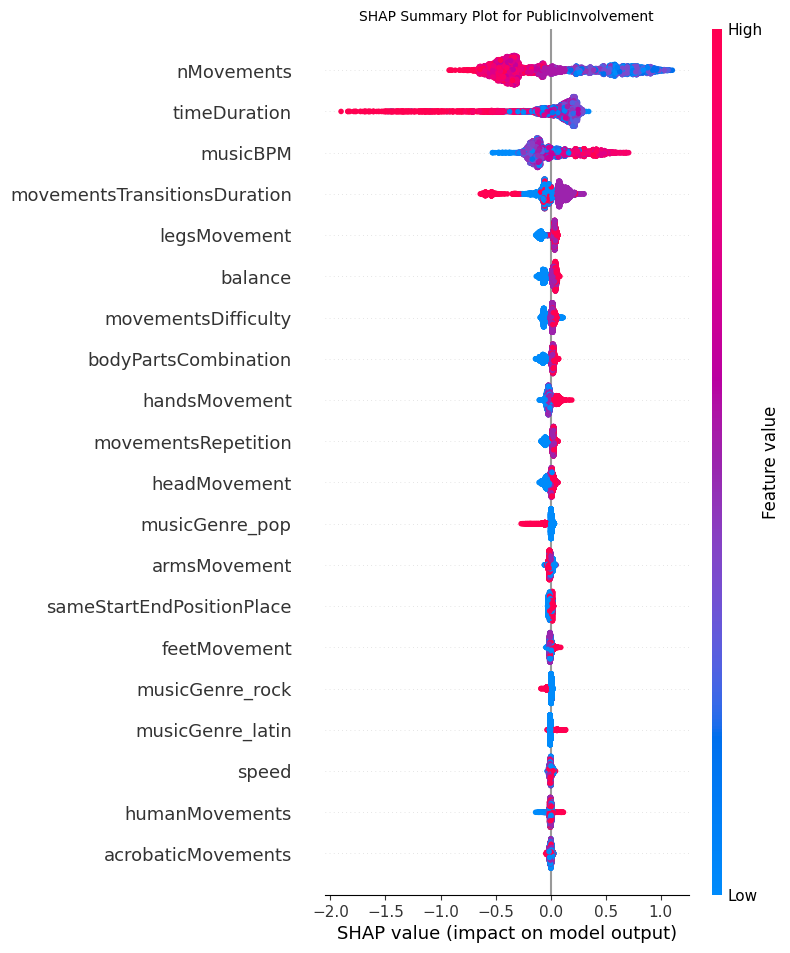 SHAP Summary Plot for PublicInvolvement
High
nMovements
timeDuration
musicBPM
movementsTransitionsDuration
legsMovement
balance
movementsDifficulty
bodyPartsCombination
handsMovement
movementsRepetition
headMovement
musicGenre_pop
armsMovement
sameStartEndPositionPlace
feetMovement
musicGenre_rock
musicGenre_latin
speed
humanMovements
acrobaticMovements
Feature value
Low
−2.0 −1.5 −1.0 −0.5 0.0 0.5 1.0
SHAP value (impact on model output)